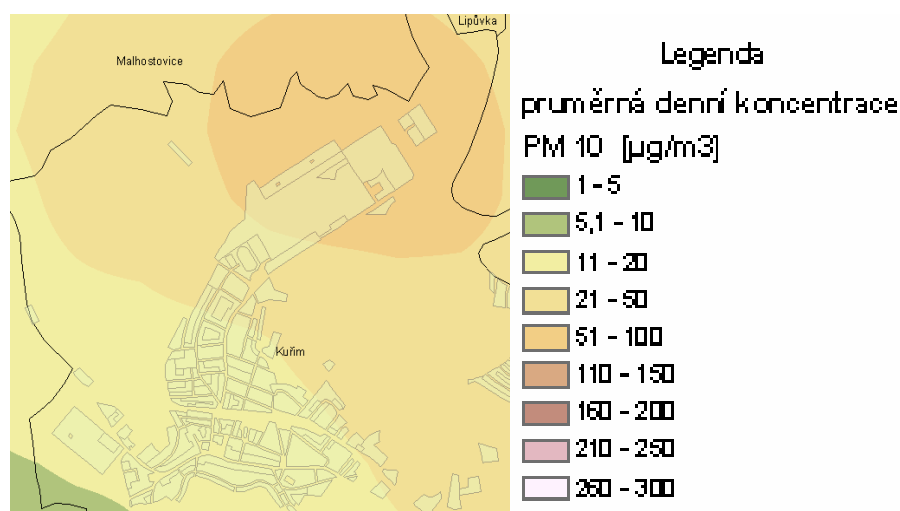 Lipůvka
Malhostovice
Kuřim
Legenda
pruměrná denní koncentrace
PM 10 [µg/m3]
1 - 5
5,1 - 10
11 - 20
21 - 50
51 - 100
110 - 150
160 - 200
210 - 250
260 - 300